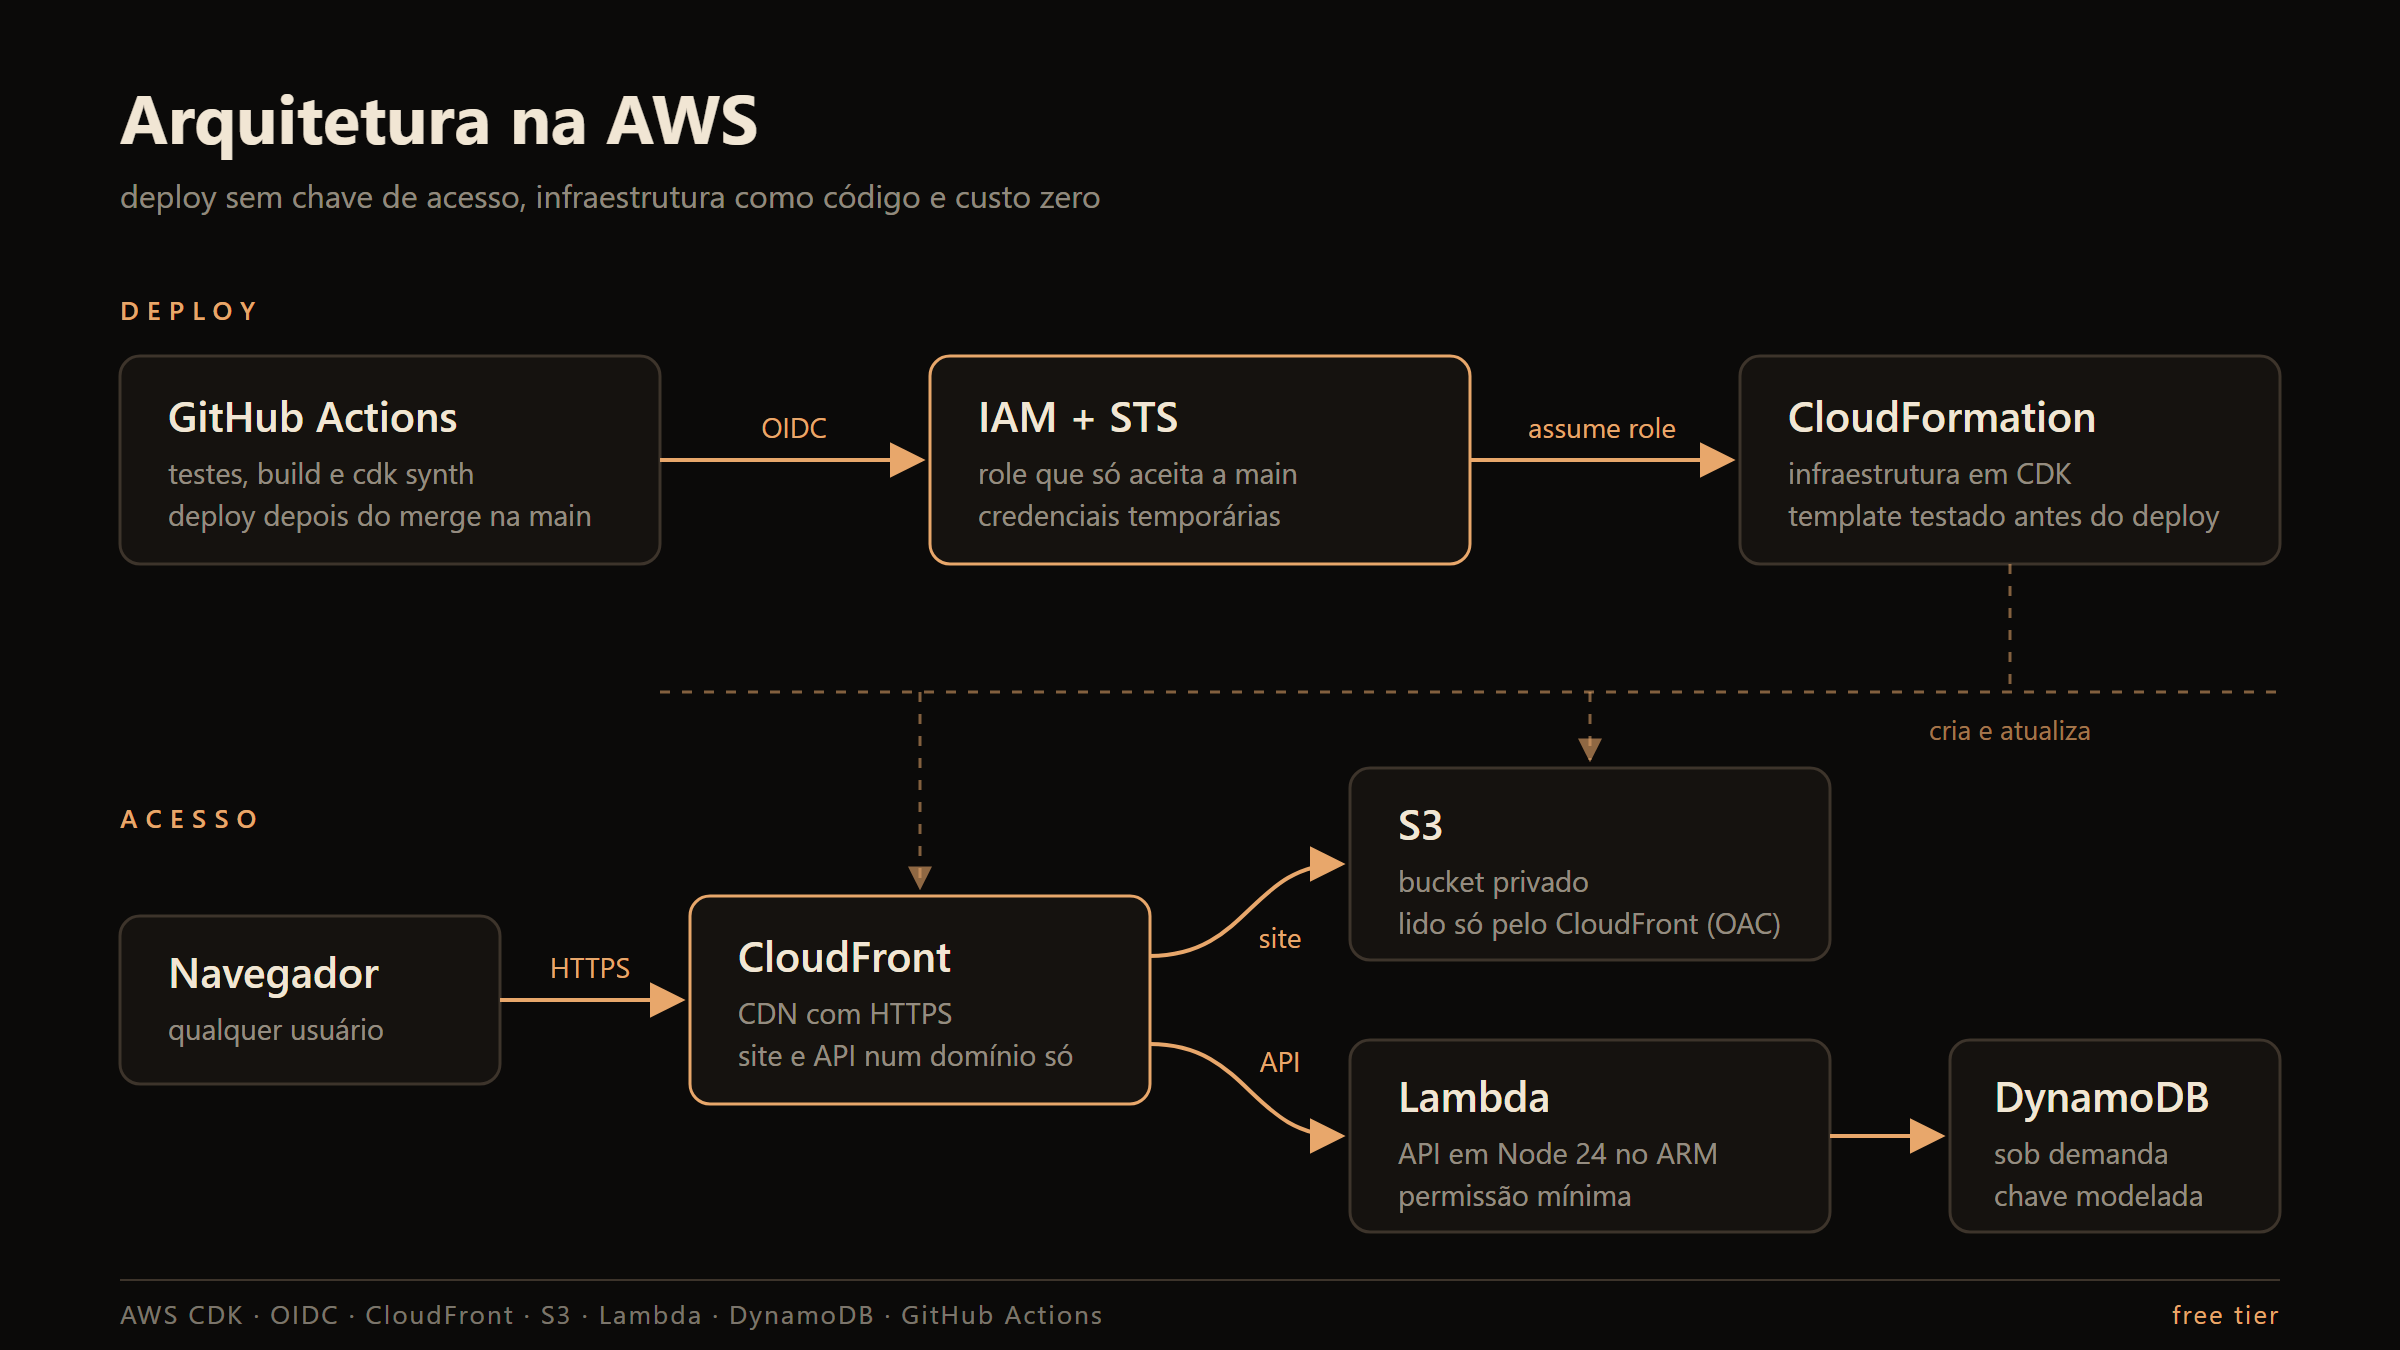 Arquitetura na AWS
deploy sem chave de acesso, infraestrutura como código e custo zero
DEPLOY
GitHub Actions
testes, build e cdk synth
deploy depois do merge na main
OIDC
IAM + STS
role que só aceita a main
credenciais temporárias
assume role
CloudFormation
infraestrutura em CDK
template testado antes do deploy
cria e atualiza
ACESSO
Navegador
qualquer usuário
HTTPS
CloudFront
CDN com HTTPS
site e API num domínio só
site
S3
bucket privado
lido só pelo CloudFront (OAC)
API
Lambda
API em Node 24 no ARM
permissão mínima
DynamoDB
sob demanda
chave modelada
AWS CDK · OIDC · CloudFront · S3 · Lambda · DynamoDB · GitHub Actions
free tier